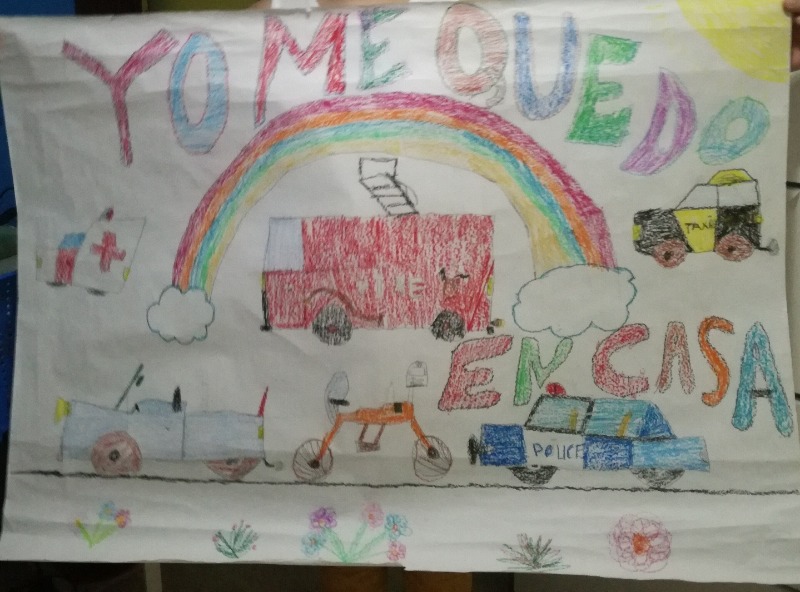 YO ME QUEDO
TAXI
EN CASA
POLICE